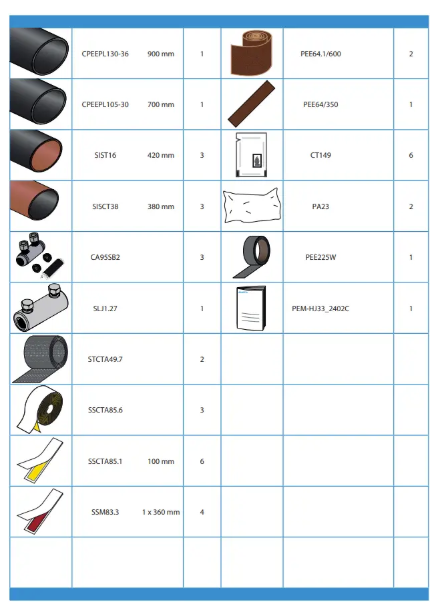 CPEEPL130-36 900 mm 1 PEE64.1/600 2
CPEEPL105-30 700 mm 1 PEE64/350 1
SIST16 420 mm 3 CT149 6
SISCT38 380 mm 3 PA23 2
CA95SB2 3 PEE225W 1
SLJ1.27 1 PEM-HJ33_2402C 1
STCTA49.7 2
SSCTA85.6 3
SSCTA85.1 100 mm 6
SSM83.3 1 x 360 mm 4